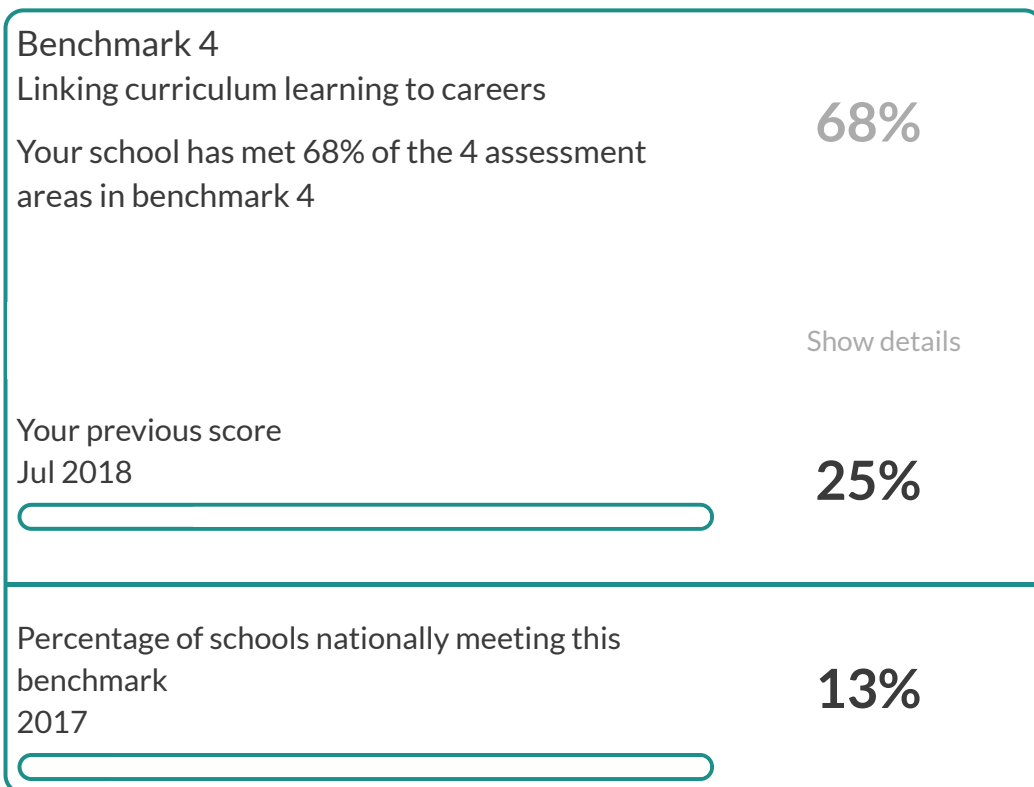 Benchmark 4
Linking curriculum learning to careers
68%
Your school has met 68% of the 4 assessment
areas in benchmark 4
Show details
Your previous score
Jul 2018
25%
Percentage of schools nationally meeting this
benchmark
13%
2017